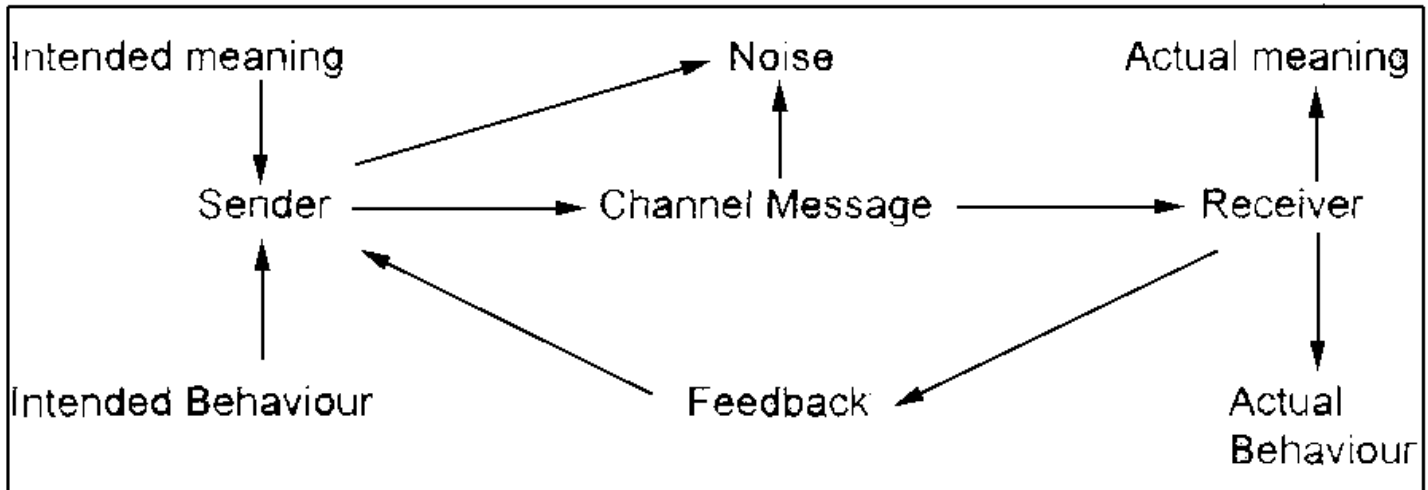 Intended meaning
Noise
Actual meaning
Sender
Channel Message
Receiver
Intended Behaviour
Feedback
Actual
Behaviour